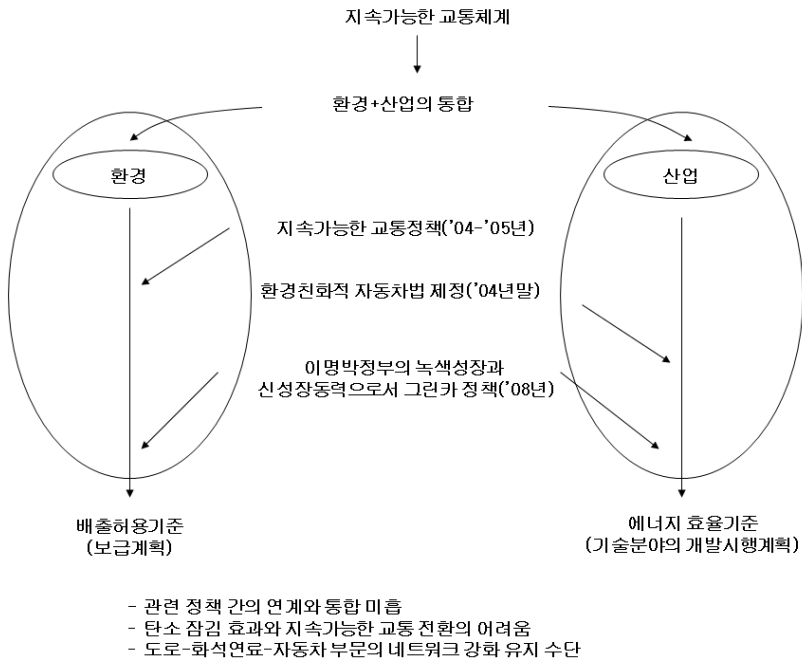 지속가능한 교통체계
환경+산업의 통합
환경
산업
지속가능한 교통정책('04-'05년)
환경친화적 자동차법 제정('04년말)
이명박정부의 녹색성장과
신성장동력으로서 그린카 정책('08년)
배출허용기준
(보급계획)
에너지 효율기준
(기술분야의 개발시행계획)
- 관련 정책 간의 연계와 통합 미흡
- 탄소 잠김 효과와 지속가능한 교통 전환의 어려움
- 도로-화석연료-자동차 부문의 네트워크 강화 유지 수단